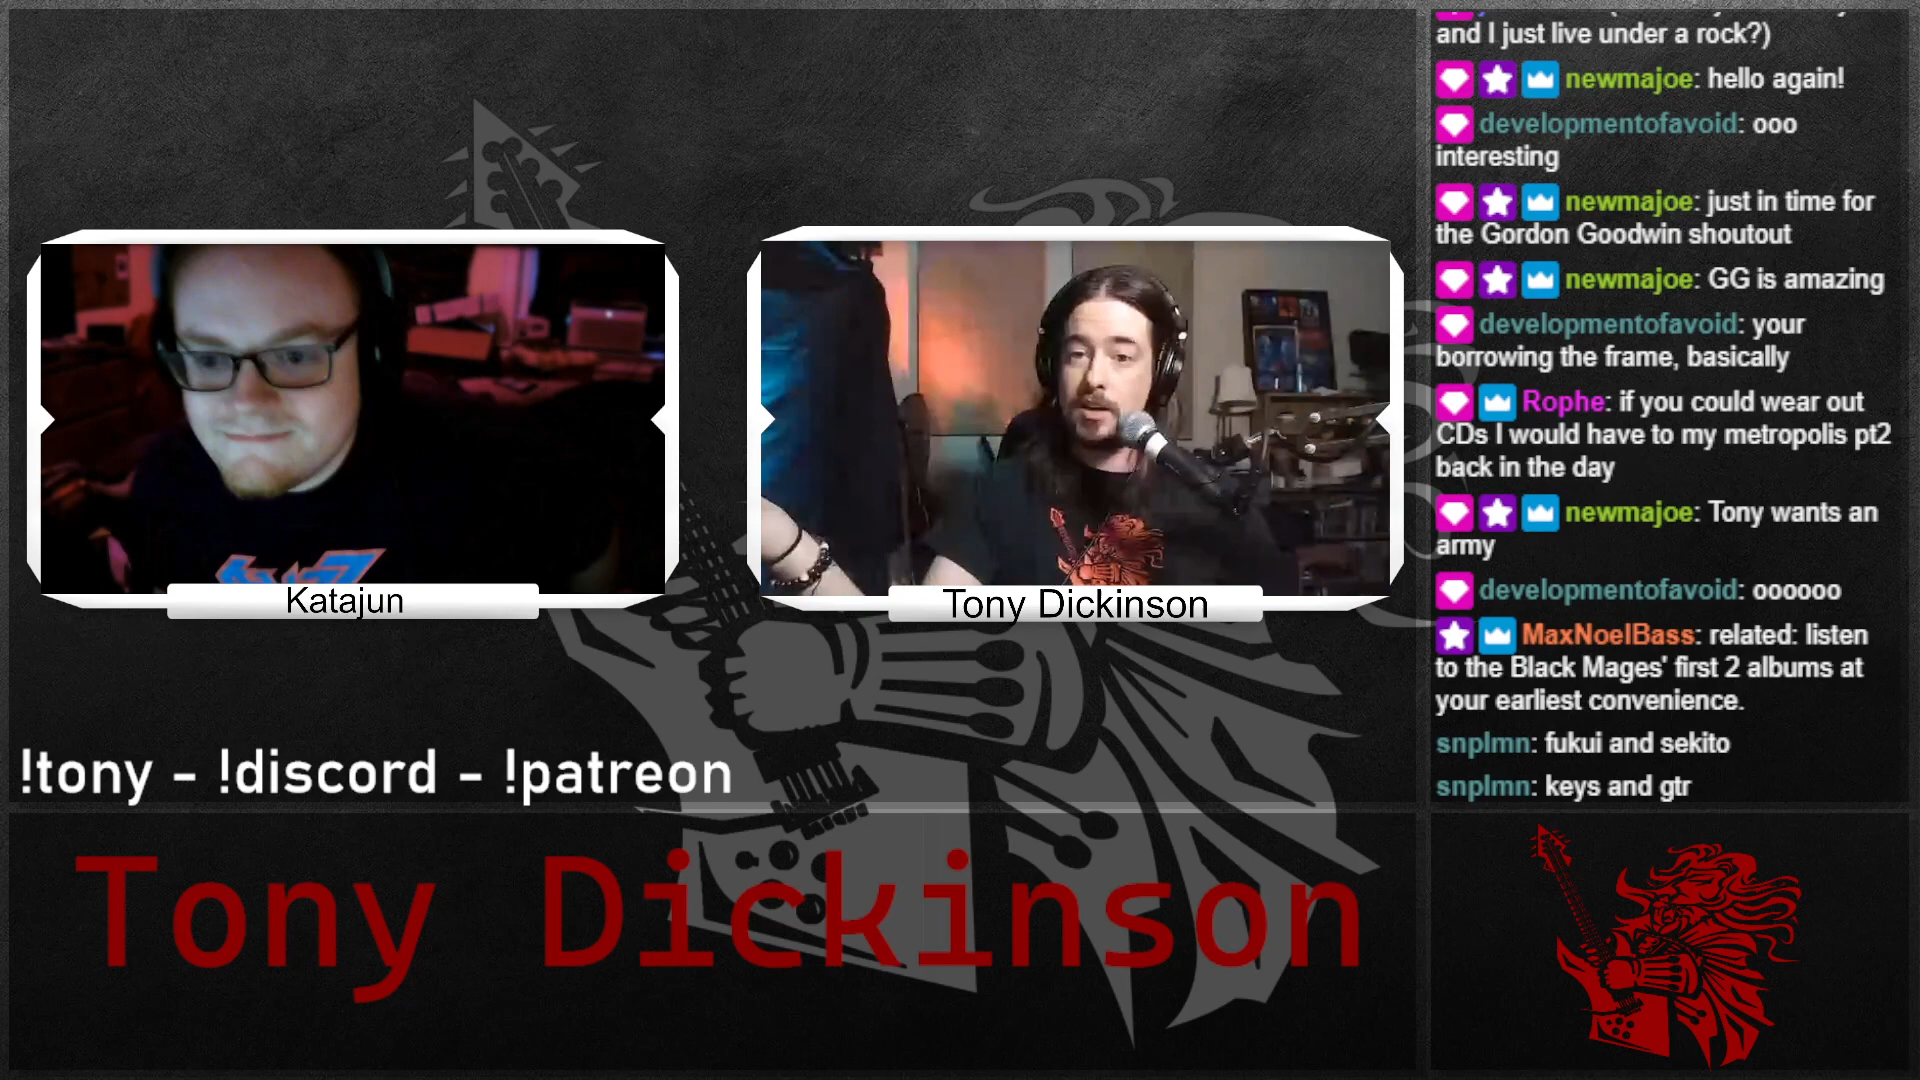 Katajun
Tony Dickinson
!tony - !discord - !patreon
Tony Dickinson
and I just live under a rock?)
newmajoe: hello again!
developmentofavoid: ooo
interesting
newmajoe: just in time for
the Gordon Goodwin shoutout
newmajoe: GG is amazing
developmentofavoid: your
borrowing the frame, basically
Rophe: if you could wear out
CDs I would have to my metropolis pt2
back in the day
newmajoe: Tony wants an
army
developmentofavoid: oooooo
MaxNoelBass: related: listen
to the Black Mages' first 2 albums at
your earliest convenience.
snplmn: fukui and sekito
snplmn: keys and gtr